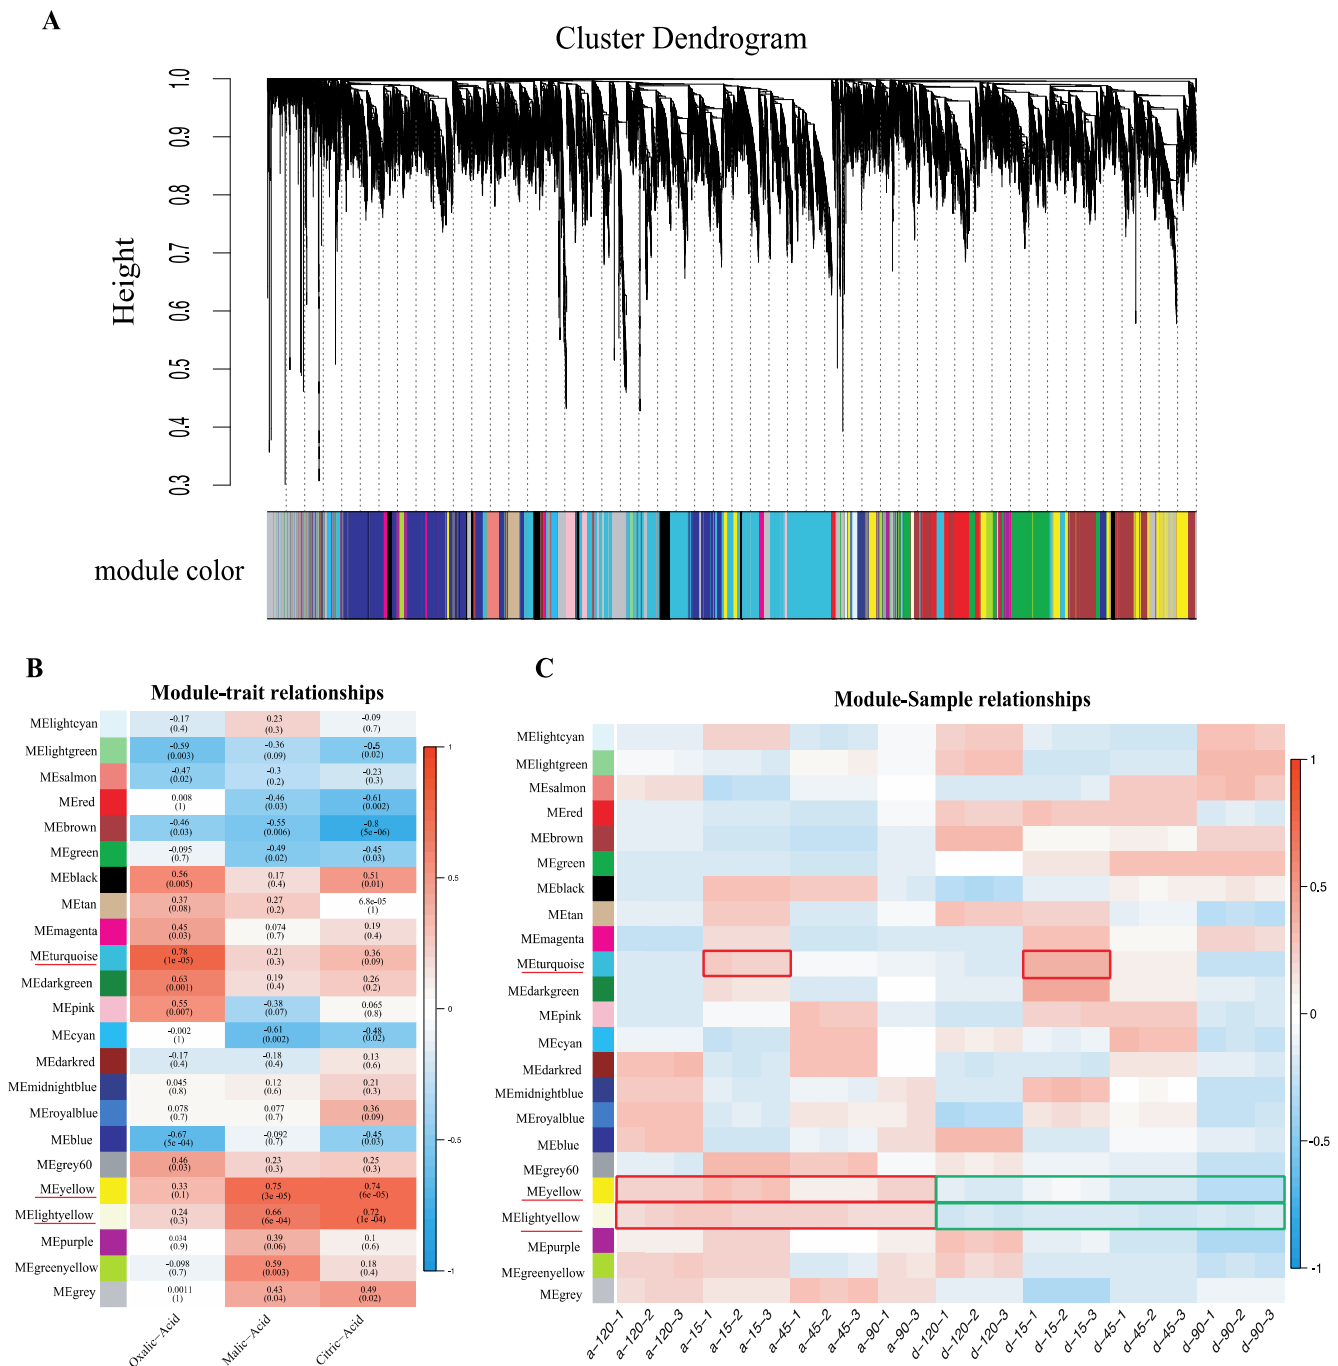 A
Cluster Dendrogram
Height
1.0
0.9
0.8
0.7
0.6
0.5
0.4
0.3
module color
B
Module-trait relationships
MElightcyan -0.17 0.23 -0.09
(0.4) (0.3) (0.7)
MElightgreen -0.59 -0.36 -0.5
(0.003) (0.09) (0.02)
MEsalmon -0.47 -0.3 -0.23
(0.02) (0.2) (0.3)
MEred 0.008 -0.46 -0.61
(1) (0.03) (0.002)
MEbrown -0.46 -0.55 -0.8
(0.03) (0.006) (5e -06)
MEgreen -0.095 -0.49 -0.45
(0.7) (0.02) (0.03)
MEblack 0.56 0.17 0.51
(0.005) (0.4) (0.01)
MEtan 0.37 0.27 6.8e-05
(0.08) (0.2) (1)
MEmagenta 0.45 0.074 0.19
(0.03) (0.7) (0.4)
MEturquoise 0.78 0.21 0.36
(1e -05) (0.3) (0.09)
MEdarkgreen 0.63 0.19 0.26
(0.001) (0.4) (0.2)
MEpink 0.55 -0.38 0.065
(0.007) (0.07) (0.8)
MEcyan -0.002 -0.61 -0.48
(1) (0.002) (0.02)
MEdarkred -0.17 -0.18 0.13
(0.4) (0.4) (0.6)
MEmidnightblue 0.045 0.12 0.21
(0.8) (0.6) (0.3)
MEroyalblue 0.078 0.077 0.36
(0.7) (0.7) (0.09)
MEblue -0.67 -0.092 -0.45
(5e -04) (0.7) (0.03)
MEgrey60 0.46 0.23 0.25
(0.03) (0.3) (0.3)
MEyellow 0.33 0.75 0.74
(0.1) (3e -05) (6e -05)
MElightyellow 0.24 0.66 0.72
(0.3) (6e -04) (1e -04)
MEpurple 0.034 0.39 0.1
(0.9) (0.06) (0.6)
MEgreenyellow -0.098 0.59 0.18
(0.7) (0.003) (0.4)
MEgrey 0.0011 0.43 0.49
(1) (0.04) (0.02)
Oxalic-Acid
Malic-Acid
Citric-Acid
1
0.5
0
-0.5
-1
C
Module-Sample relationships
MElightcyan
MElightgreen
MEsalmon
MEred
MEbrown
MEgreen
MEblack
MEtan
MEmagenta
MEturquoise
MEdarkgreen
MEpink
MEcyan
MEdarkred
MEmidnightblue
MEroyalblue
MEblue
MEgrey60
MEyellow
MElightyellow
MEpurple
MEgreenyellow
MEgrey
a-120-1
a-120-2
a-120-3
a-15-1
a-15-2
a-15-3
a-45-1
a-45-2
a-45-3
a-90-1
a-90-3
d-120-1
d-120-2
d-120-3
d-15-1
d-15-2
d-15-3
d-45-1
d-45-2
d-45-3
d-90-1
d-90-2
d-90-3
1
0.5
0
-0.5
-1